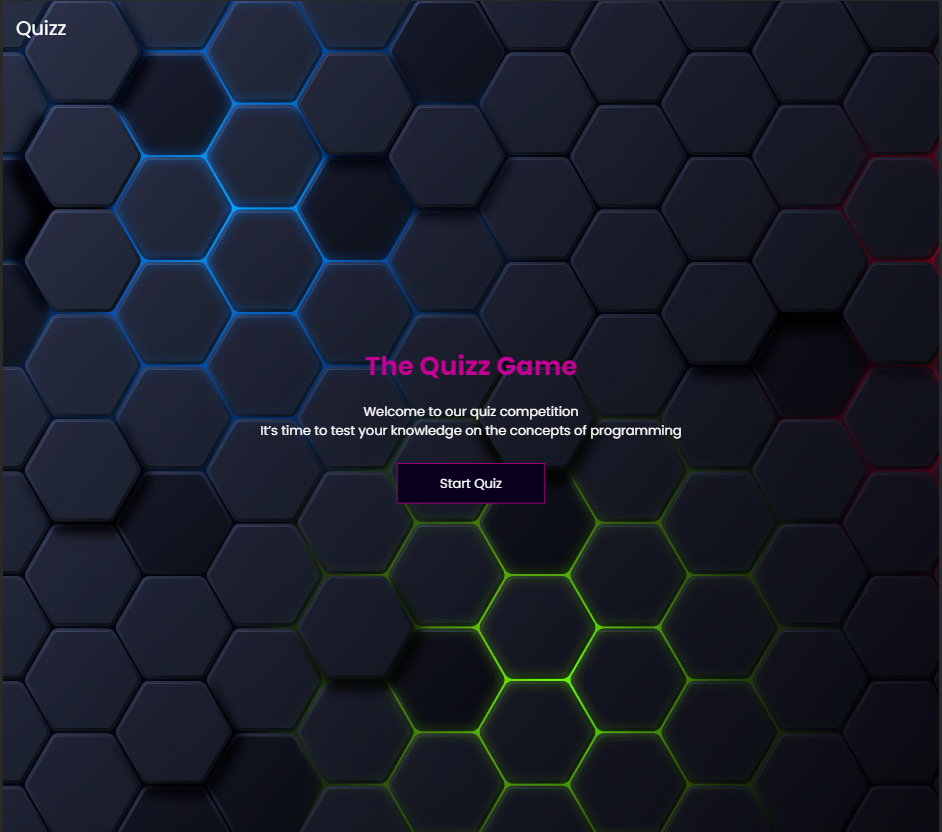 Quizz
The Quizz Game
Welcome to our quiz competition
It’s time to test your knowledge on the concepts of programming
Start Quiz